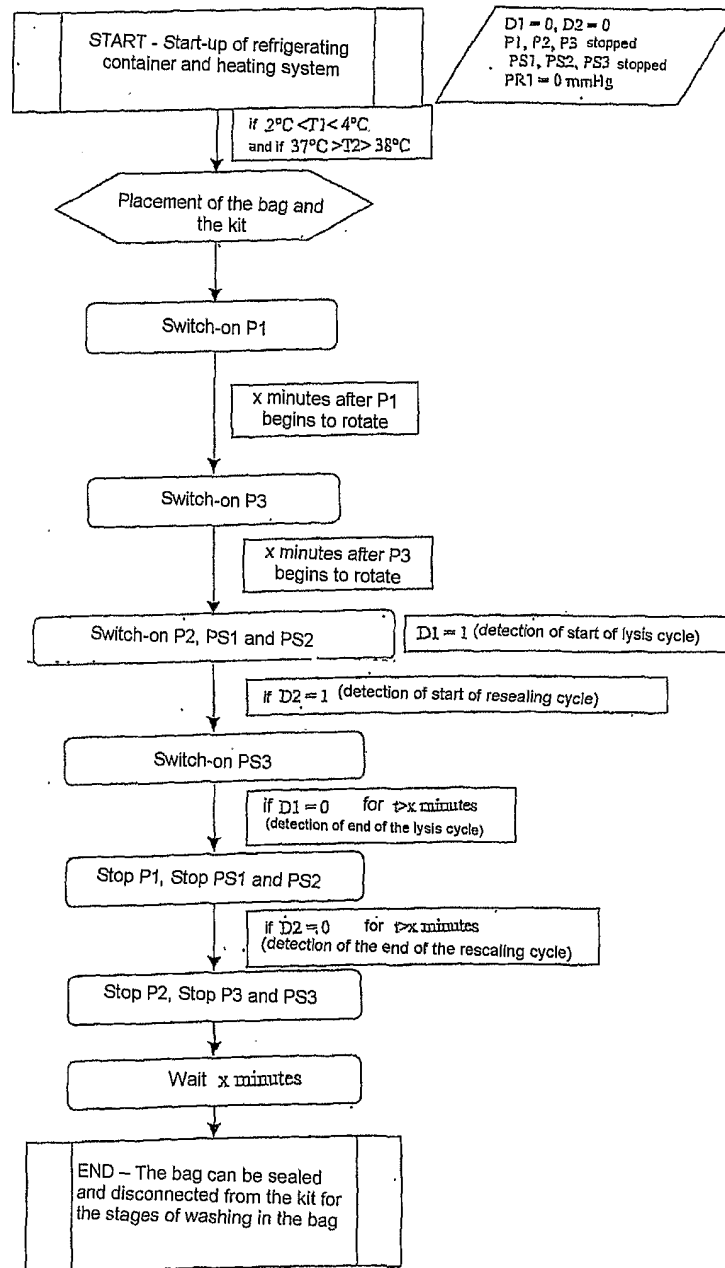 START - Start-up of refrigerating
container and heating system
D1 = 0, D2 = 0
P1, P2, P3 stopped
PS1, PS2, PS3 stopped
PR1 = 0 mmHg
if 2°C <T1< 4°C
and if 37°C >T2> 38°C
Placement of the bag and
the kit
Switch-on P1
x minutes after P1
begins to rotate
Switch-on P3
x minutes after P3
begins to rotate
Switch-on P2, PS1 and PS2
D1 = 1 (detection of start of lysis cycle)
if D2 = 1 (detection of start of resealing cycle)
Switch-on PS3
if D1 = 0 for t>x minutes
(detection of end of the lysis cycle)
Stop P1, Stop PS1 and PS2
if D2 = 0 for t>x minutes
(detection of the end of the rescaling cycle)
Stop P2, Stop P3 and PS3
Wait x minutes
END – The bag can be sealed
and disconnected from the kit for
the stages of washing in the bag